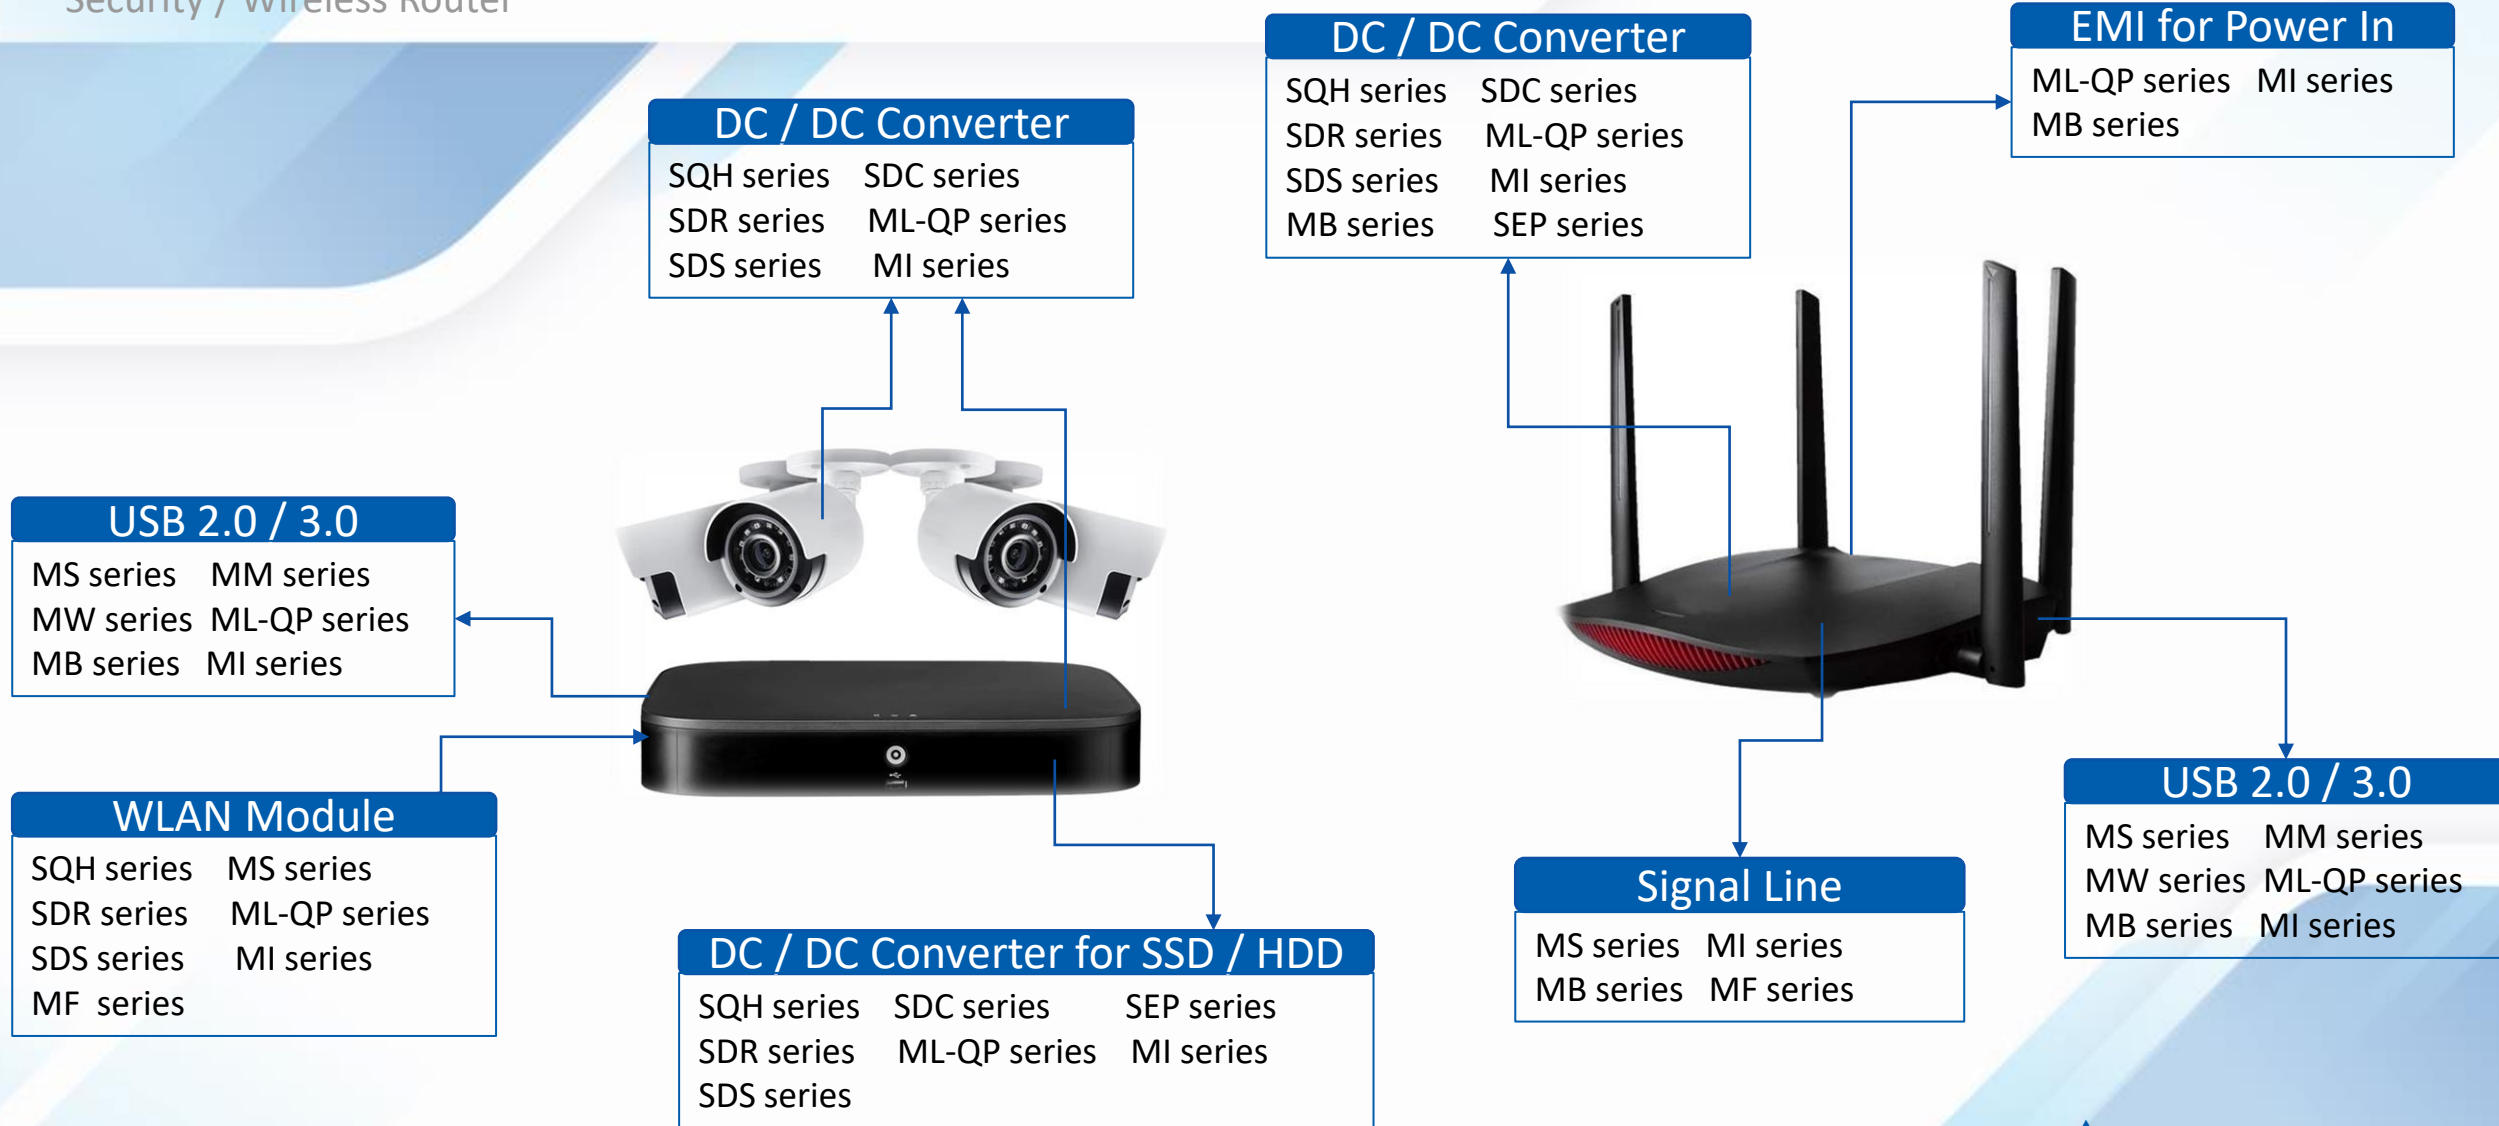 Security / Wireless Router
DC / DC Converter
SQH series SDC series
SDR series ML-QP series
SDS series MI series
DC / DC Converter
SQH series SDC series
SDR series ML-QP series
SDS series MI series
MB series SEP series
EMI for Power In
ML-QP series MI series
MB series
USB 2.0 / 3.0
MS series MM series
MW series ML-QP series
MB series MI series
WLAN Module
SQH series MS series
SDR series ML-QP series
SDS series MI series
MF series
DC / DC Converter for SSD / HDD
SQH series SDC series SEP series
SDR series ML-QP series MI series
SDS series
Signal Line
MS series MI series
MB series MF series
USB 2.0 / 3.0
MS series MM series
MW series ML-QP series
MB series MI series